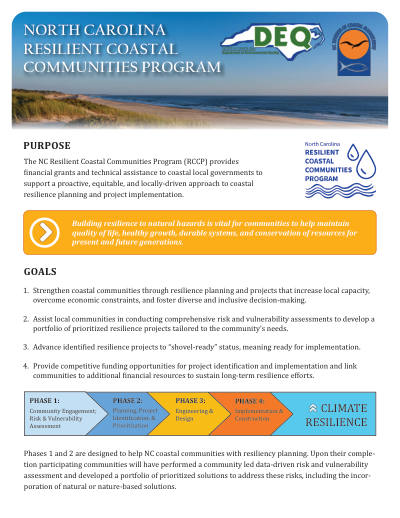 NORTH CAROLINA
RESILIENT COASTAL
COMMUNITIES PROGRAM
DEQ
PURPOSE
The NC Resilient Coastal Communities Program (RCCP) provides
financial grants and technical assistance to coastal local governments to
support a proactive, equitable, and locally-driven approach to coastal
resilience planning and project implementation.
North Carolina
RESILIENT
COASTAL
COMMUNITIES
PROGRAM
Building resilience to natural hazards is vital for communities to help maintain
quality of life, healthy growth, durable systems, and conservation of resources for
present and future generations.
GOALS
1. Strengthen coastal communities through resilience planning and projects that increase local capacity,
overcome economic constraints, and foster diverse and inclusive decision-making.
2. Assist local communities in conducting comprehensive risk and vulnerability assessments to develop a
portfolio of prioritized resilience projects tailored to the community's needs.
3. Advance identified resilience projects to "shovel-ready" status, meaning ready for implementation.
4. Provide competitive funding opportunities for project identification and implementation and link
communities to additional financial resources to sustain long-term resilience efforts.
PHASE 1:
Community Engagement;
Risk & Vulnerability
Assessment
PHASE 2:
Planning, Project
Identification &
Prioritization
PHASE 3:
Engineering &
Design
PHASE 4:
Implementation &
Construction
CLIMATE
RESILIENCE
Phases 1 and 2 are designed to help NC coastal communities with resiliency planning. Upon their comple-
tion participating communities will have performed a community led data-driven risk and vulnerability
assessment and developed a portfolio of prioritized solutions to address these risks, including the incor-
poration of natural or nature-based solutions.